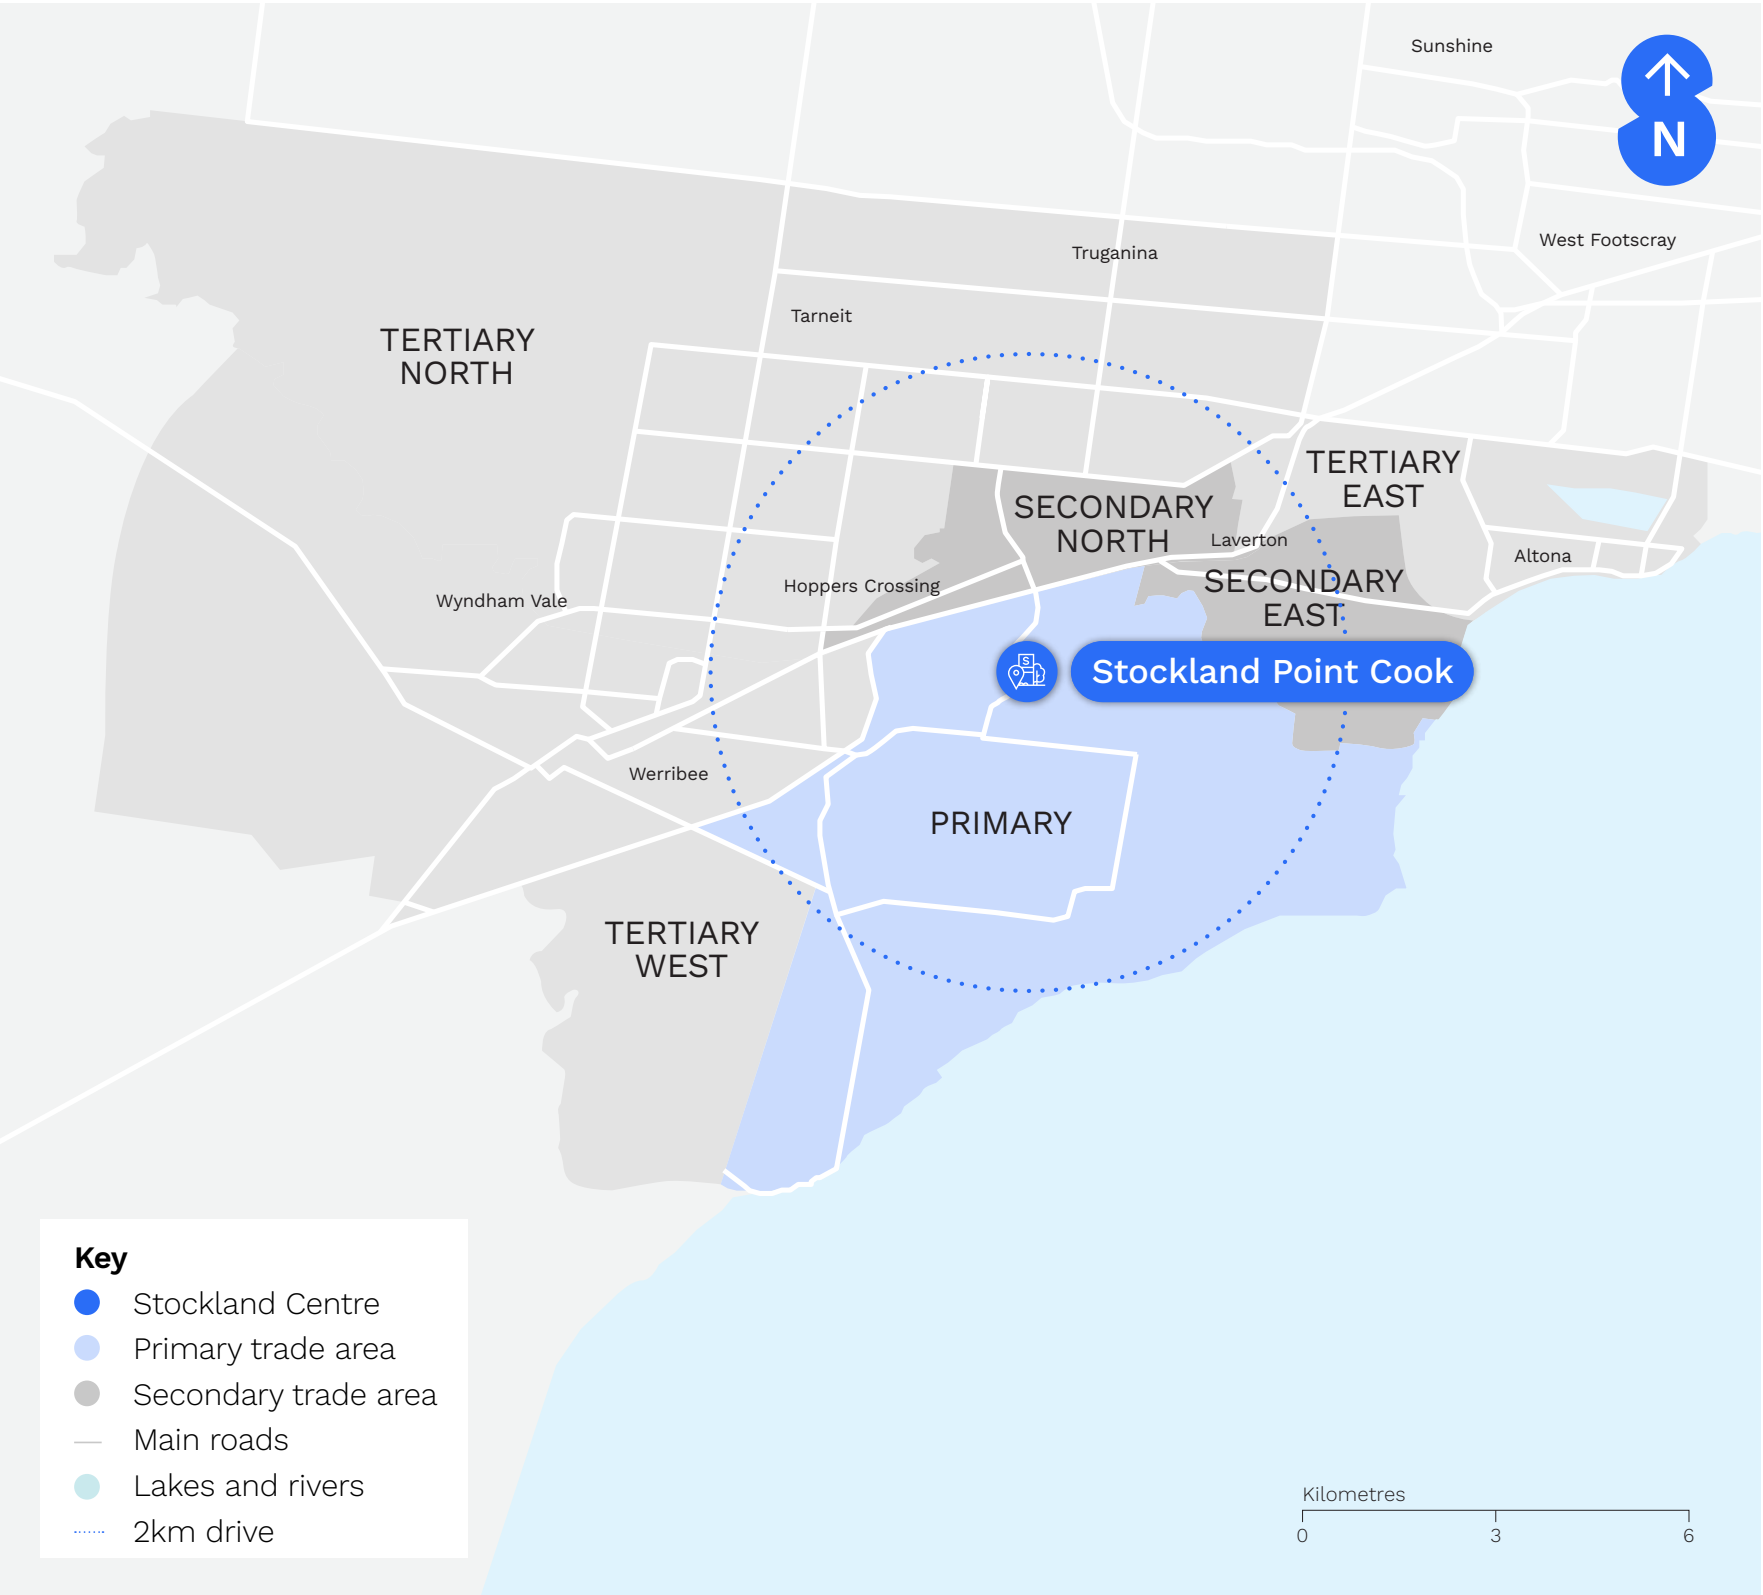 Sunshine
N
West Footscray
Truganina
Tarneit
TERTIARY
NORTH
TERTIARY
EAST
SECONDARY
NORTH
Laverton
Altona
Hoppers Crossing
SECONDARY
EAST
Wyndham Vale
S
Stockland Point Cook
Werribee
PRIMARY
TERTIARY
WEST
Key
Stockland Centre
Primary trade area
Secondary trade area
Main roads
Lakes and rivers
2km drive
Kilometres
0 3 6